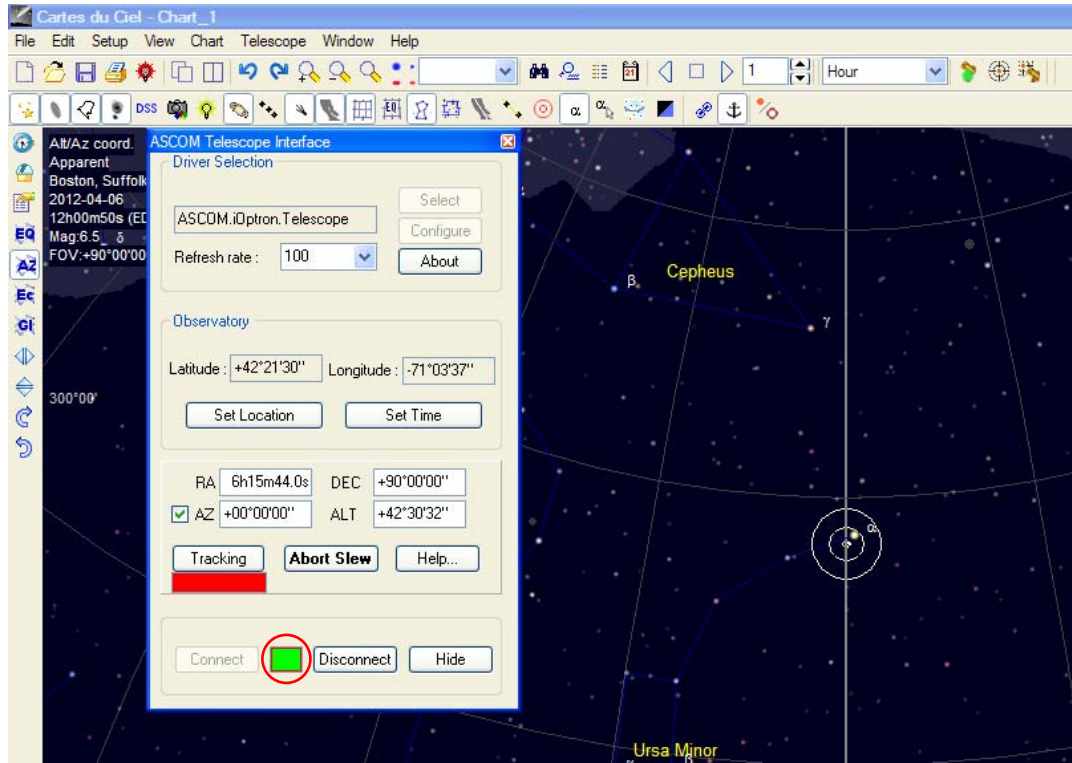 Cartes du Ciel - Chart_1
File Edit Setup View Chart Telescope Window Help
21 1 Hour
DSS EQ α
Alt/Az coord.
Apparent
Boston, Suffolk
2012-04-06
12h00m50s (ED
Mag:6.5 δ
FOV:+90°00'00
EQ
AZ
Ec
Gl
300°00'
ASCOM Telescope Interface
Driver Selection
ASCOM.iOptron.Telescope
Select
Configure
Refresh rate : 100
About
Observatory
Latitude : +42°21'30" Longitude : -71°03'37"
Set Location Set Time
RA 6h15m44.0s DEC +90°00'00"
AZ +00°00'00" ALT +42°30'32"
Tracking Abort Slew Help...
Connect Disconnect Hide
Cepheus
β
γ
α
Ursa Minor
β